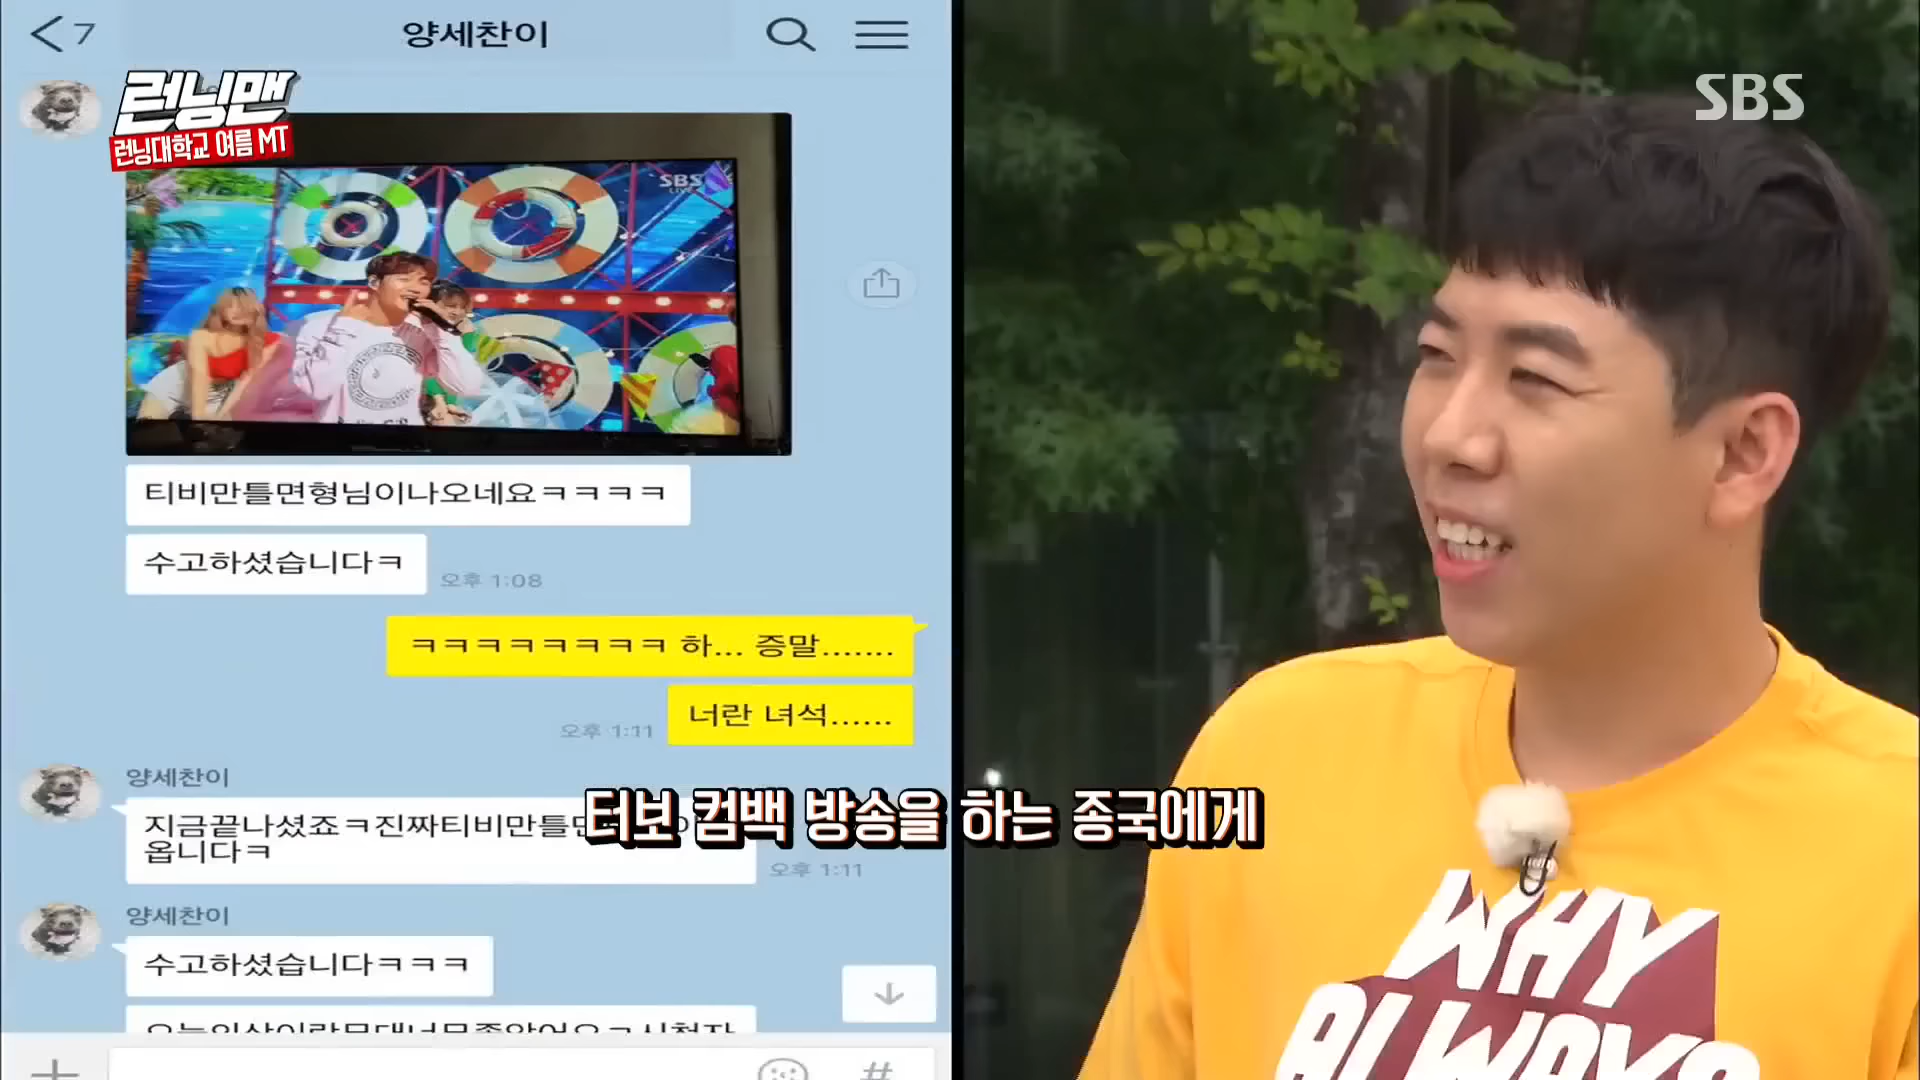 7
양세찬이
런닝맨
런닝대학교 여름 MT
SBS
SBS
LIVE
티비만틀면형님이나오네요ㅋㅋㅋㅋ
수고하셨습니다ㅋ
오후 1:08
ㅋㅋㅋㅋㅋㅋㅋㅋ 하... 증말.......
너란 녀석......
오후 1:11
양세찬이
지금끝나셨죠ㅋ진짜티비만틀면
옵니다ㅋ
오후 1:11
터보 컴백 방송을 하는 종국에게
양세찬이
수고하셨습니다ㅋㅋㅋ
#
WHY
ALWAYS